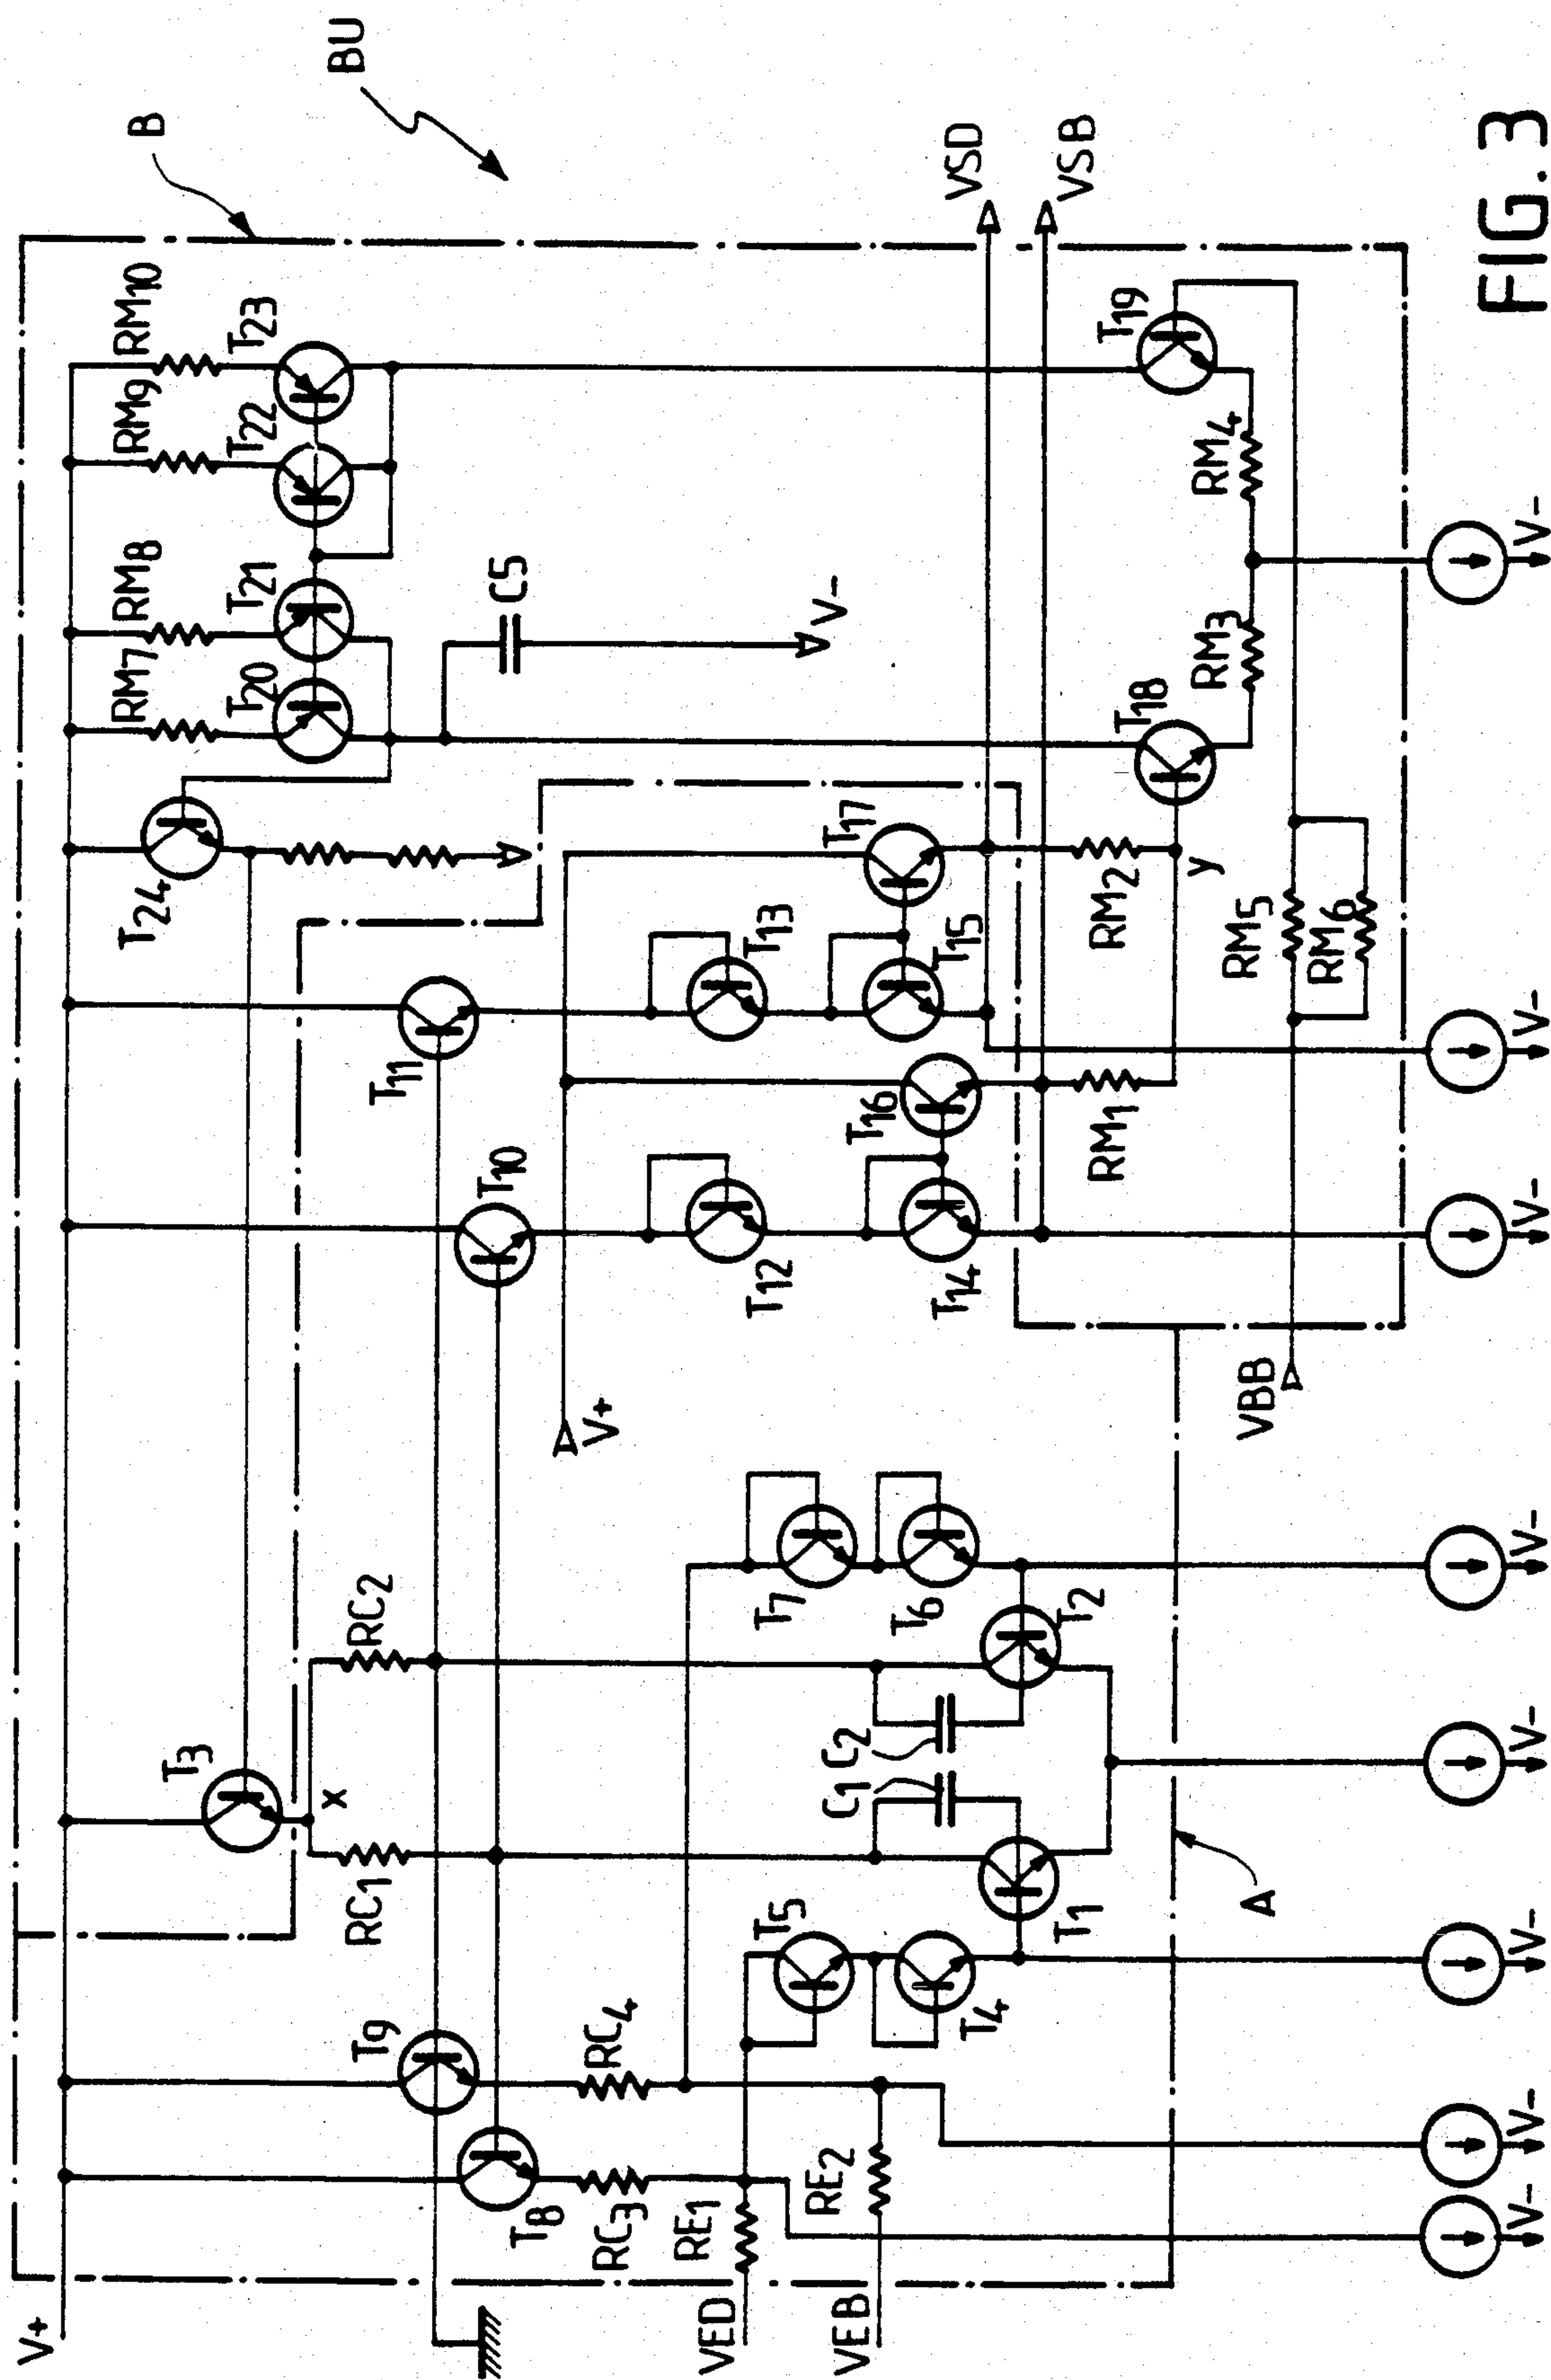 BU
B
V+
T3
T24
RM7
RM8
RM9
RM10
T20
T21
T22
T23
x
RC1
RC2
T9
T8
RC3
RC4
T11
T10
C5
V-
V+
T5
T4
T7
T6
T12
T13
T14
T15
T16
T17
VSD
VSB
RE1
RE2
VED
VEB
C1
C2
T1
T2
RM1
RM2
y
T18
T19
RM3
RM4
A
VBB
RM5
RM6
V-
V-
V-
V-
V-
V-
V-
V-
V-
FIG. 3